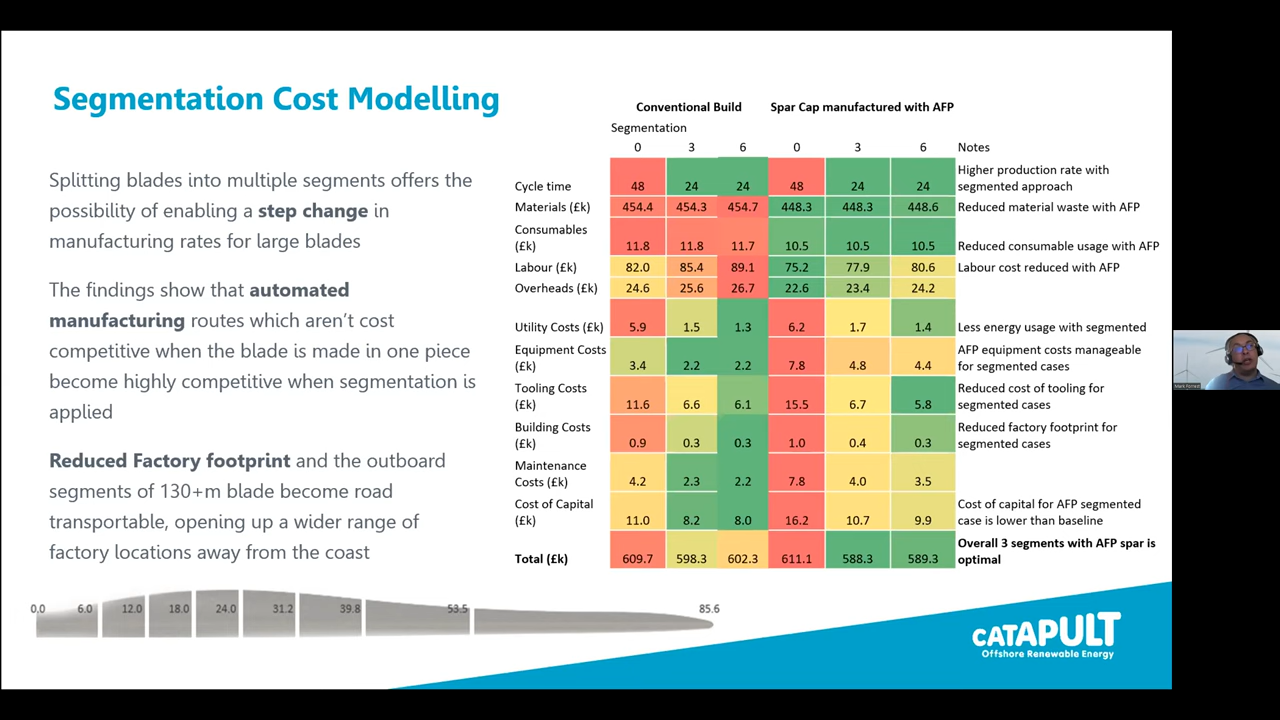 Segmentation Cost Modelling
Splitting blades into multiple segments offers the
possibility of enabling a step change in
manufacturing rates for large blades
The findings show that automated
manufacturing routes which aren't cost
competitive when the blade is made in one piece
become highly competitive when segmentation is
applied
Reduced Factory footprint and the outboard
segments of 130+m blade become road
transportable, opening up a wider range of
factory locations away from the coast
Conventional Build Spar Cap manufactured with AFP
Segmentation
0 3 6 0 3 6 Notes
Higher production rate with
Cycle time 48 24 24 48 24 24 segmented approach
Materials (£k) 454.4 454.3 454.7 448.3 448.3 448.6 Reduced material waste with AFP
Consumables
(£k) 11.8 11.8 11.7 10.5 10.5 10.5 Reduced consumable usage with AFP
Labour (£k) 82.0 85.4 89.1 75.2 77.9 80.6 Labour cost reduced with AFP
Overheads (£k) 24.6 25.6 26.7 22.6 23.4 24.2
Utility Costs (£k) 5.9 1.5 1.3 6.2 1.7 1.4 Less energy usage with segmented
Equipment Costs AFP equipment costs manageable
(£k) 3.4 2.2 2.2 7.8 4.8 4.4 for segmented cases
Tooling Costs Reduced cost of tooling for
(£k) 11.6 6.6 6.1 15.5 6.7 5.8 segmented cases
Building Costs Reduced factory footprint for
(£k) 0.9 0.3 0.3 1.0 0.4 0.3 segmented cases
Maintenance
Costs (£k) 4.2 2.3 2.2 7.8 4.0 3.5
Cost of Capital Cost of capital for AFP segmented
(£k) 11.0 8.2 8.0 16.2 10.7 9.9 case is lower than baseline
Overall 3 segments with AFP spar is
Total (£k) 609.7 598.3 602.3 611.1 588.3 589.3 optimal
0.0 6.0 12.0 18.0 24.0 31.2 39.8 53.5 85.6
CATAPULT
Offshore Renewable Energy